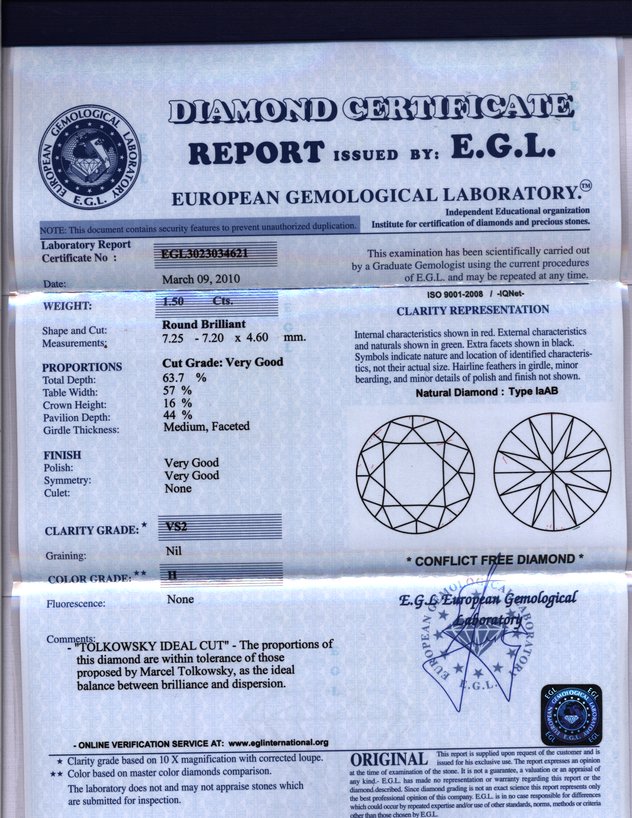 DIAMOND CERTIFICATE
REPORT ISSUED BY: E.G.L.
EUROPEAN GEMOLOGICAL LABORATORY.™
EUROPEAN GEMOLOGICAL LABORATORY
E.G.L.
Independent Educational organization
Institute for certification of diamonds and precious stones.
NOTE: This document contains security features to prevent unauthorized duplication.
Laboratory Report
Certificate No : EGL3023034621
Date: March 09, 2010
WEIGHT: 1.50 Cts.
Shape and Cut: Round Brilliant
Measurements: 7.25 - 7.20 x 4.60 mm.
PROPORTIONS Cut Grade: Very Good
Total Depth: 63.7 %
Table Width: 57 %
Crown Height: 16 %
Pavilion Depth: 44 %
Girdle Thickness: Medium, Faceted
FINISH
Polish: Very Good
Symmetry: Very Good
Culet: None
CLARITY GRADE:* VS2
Graining: Nil
COLOR GRADE:** H
Fluorescence: None
Comments:
- "TOLKOWSKY IDEAL CUT" - The proportions of
this diamond are within tolerance of those
proposed by Marcel Tolkowsky, as the ideal
balance between brilliance and dispersion.
- ONLINE VERIFICATION SERVICE AT: www.eglinternational.org
* Clarity grade based on 10 X magnification with corrected loupe.
** Color based on master color diamonds comparison.
The laboratory does not and may not appraise stones which
are submitted for inspection.
This examination has been scientifically carried out
by a Graduate Gemologist using the current procedures
of E.G.L. and may be repeated at any time.
ISO 9001-2008 / -IQNet-
CLARITY REPRESENTATION
Internal characteristics shown in red. External characteristics
and naturals shown in green. Extra facets shown in black.
Symbols indicate nature and location of identified characteris-
tics, not their actual size. Hairline feathers in girdle, minor
bearding, and minor details of polish and finish not shown.
Natural Diamond : Type IaAB
* CONFLICT FREE DIAMOND *
E.G.L European Gemological
Laboratory
EUROPEAN GEMOLOGICAL LABORATORY
E.G.L.
EGL EGL
EUROPEAN GEMOLOGICAL LABORATORY
EGL EGL
ORIGINAL
This report is supplied upon request of the customer and is
issued for his exclusive use. The report expresses an opinion
at the time of examination of the stone. It is not a guarantee, a valuation or an appraisal of
any kind.- E.G.L. has made no representation or warranty regarding this report or the
diamond.described. Since diamond grading is not an exact science this report represents only
the best professional opinion of this company. E.G.L. is in no case responsible for differences
which could occur by repeated expertise and/or use of other standards, norms, methods or criteria
other than those chosen by E.G.L.